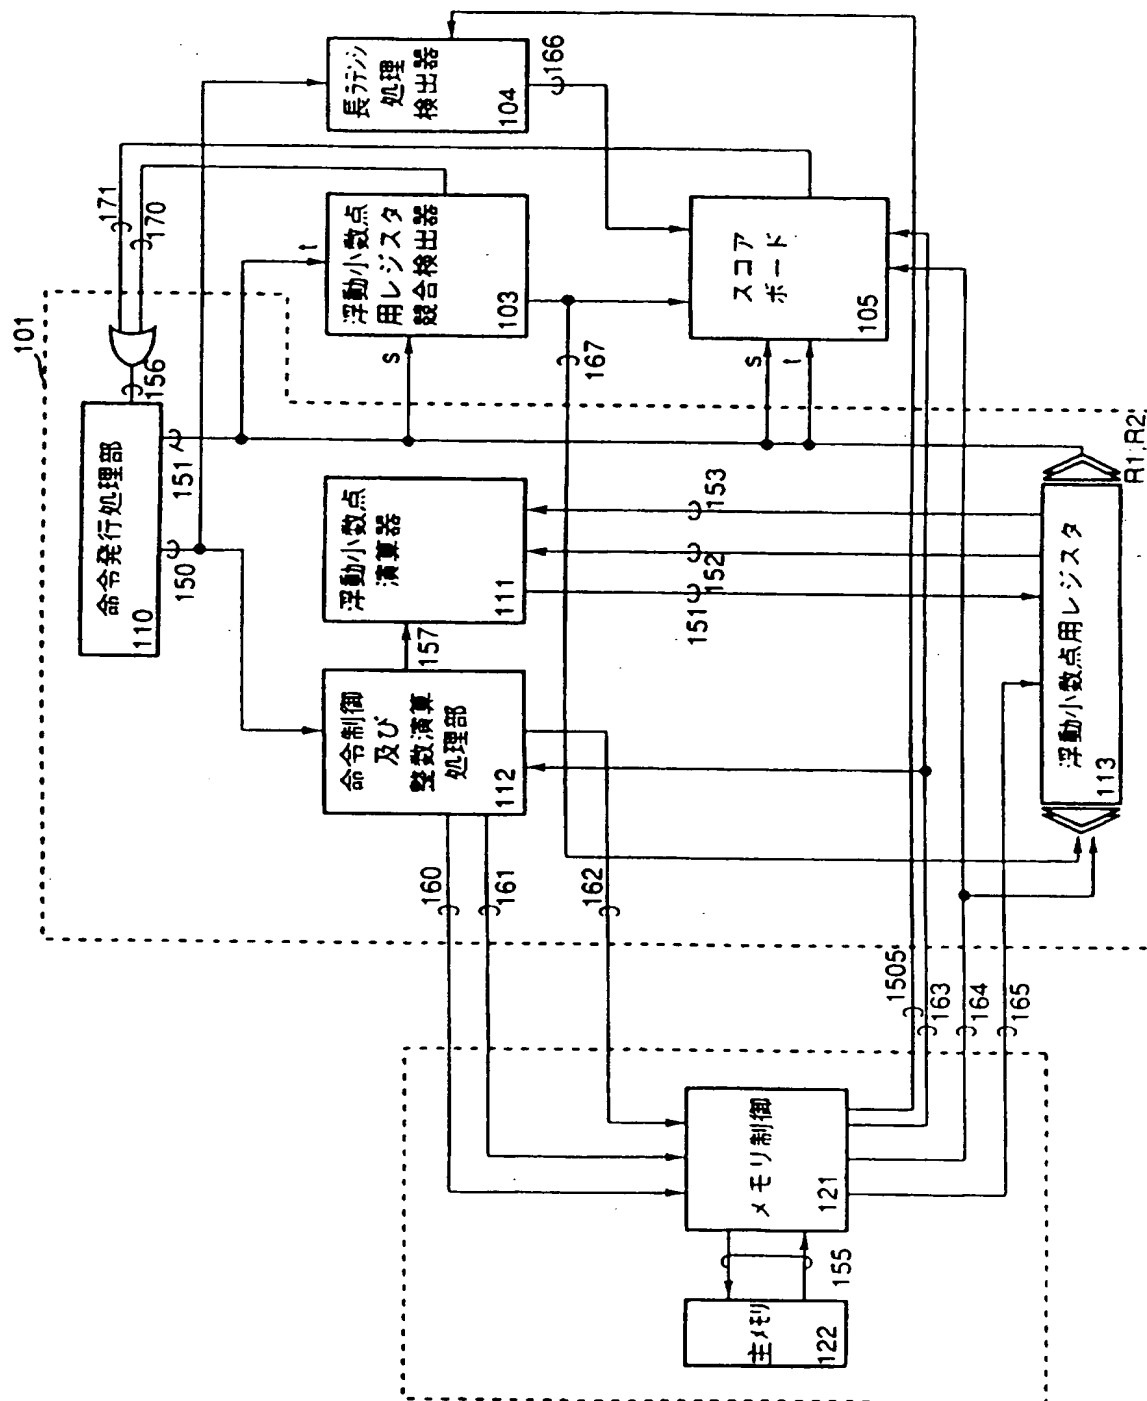 101
命令発行処理部
110
156
171
170
150
151
長ラテンシ
処理
検出器
104
166
浮動小数点
用レジスタ
競合検出器
103
s
t
167
スコア
ボード
105
s
t
浮動小数点
演算器
111
157
命令制御
及び
整数演算
処理部
112
151
152
153
160
161
162
浮動小数点用レジスタ
113
R1,R2
1505
163
164
165
メモリ制御
121
155
主メモリ
122